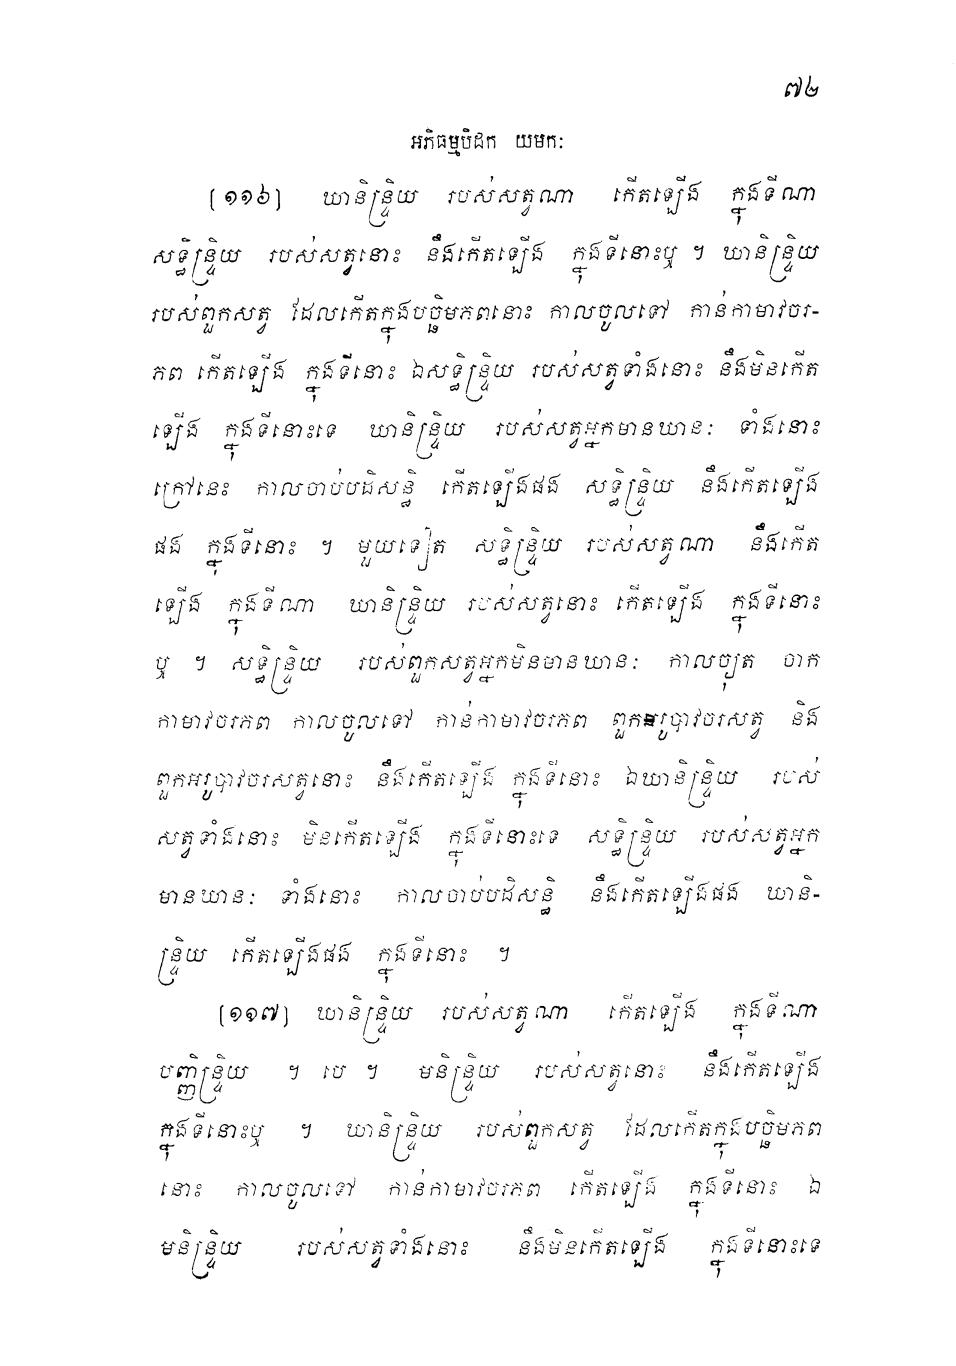 ៧២
អភិធម្មបិដក យមកៈ
[១១៦] ឃានិន្ទ្រិយ របស់សត្វណា កើតឡើង ក្នុងទីណា
សទ្ធិន្ទ្រិយ របស់សត្វនោះ នឹងកើតឡើង ក្នុងទីនោះឬ ។ ឃានិន្ទ្រិយ
របស់ពួកសត្វ ដែលកើតក្នុងបច្ឆិមភពនោះ កាលចូលទៅ កាន់កាមាវចរ-
ភព កើតឡើង ក្នុងទីនោះ ឯសទ្ធិន្ទ្រិយ របស់សត្វទាំងនោះ នឹងមិនកើត
ឡើង ក្នុងទីនោះទេ ឃានិន្ទ្រិយ របស់សត្វអ្នកមានឃានៈ ទាំងនោះ
ក្រៅនេះ កាលចាប់បដិសន្ធិ កើតឡើងផង សទ្ធិន្ទ្រិយ នឹងកើតឡើង
ផង ក្នុងទីនោះ ។ មួយទៀត សទ្ធិន្ទ្រិយ របស់សត្វណា នឹងកើត
ឡើង ក្នុងទីណា ឃានិន្ទ្រិយ របស់សត្វនោះ កើតឡើង ក្នុងទីនោះ
ឬ ។ សទ្ធិន្ទ្រិយ របស់ពួកសត្វអ្នកមិនមានឃានៈ កាលច្យុត ចាក
កាមាវចរភព កាលចូលទៅ កាន់កាមាវចរភព ពួករូបាវចរសត្វ និង
ពួកអរូបាវចរសត្វនោះ នឹងកើតឡើង ក្នុងទីនោះ ឯឃានិន្ទ្រិយ របស់
សត្វទាំងនោះ មិនកើតឡើង ក្នុងទីនោះទេ សទ្ធិន្ទ្រិយ របស់សត្វអ្នក
មានឃានៈ ទាំងនោះ កាលចាប់បដិសន្ធិ នឹងកើតឡើងផង ឃានិ-
ន្ទ្រិយ កើតឡើងផង ក្នុងទីនោះ ។
[១១៧] ឃានិន្ទ្រិយ របស់សត្វណា កើតឡើង ក្នុងទីណា
បញ្ញិន្ទ្រិយ ។ បេ ។ មនិន្ទ្រិយ របស់សត្វនោះ នឹងកើតឡើង
ក្នុងទីនោះឬ ។ ឃានិន្ទ្រិយ របស់ពួកសត្វ ដែលកើតក្នុងបច្ឆិមភព
នោះ កាលចូលទៅ កាន់កាមាវចរភព កើតឡើង ក្នុងទីនោះ ឯ
មនិន្ទ្រិយ របស់សត្វទាំងនោះ នឹងមិនកើតឡើង ក្នុងទីនោះទេ